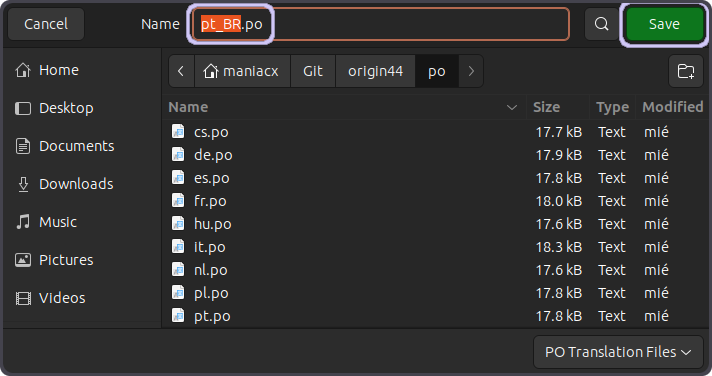 Cancel Name pt_BR.po Save
Home maniacx Git origin44 po
Name Size Type Modified
Desktop
Documents
Downloads
Music
Pictures
Videos
cs.po 17.7 kB Text mié
de.po 17.9 kB Text mié
es.po 17.8 kB Text mié
fr.po 18.0 kB Text mié
hu.po 17.6 kB Text mié
it.po 18.3 kB Text mié
nl.po 17.6 kB Text mié
pl.po 17.8 kB Text mié
pt.po 17.8 kB Text mié
PO Translation Files